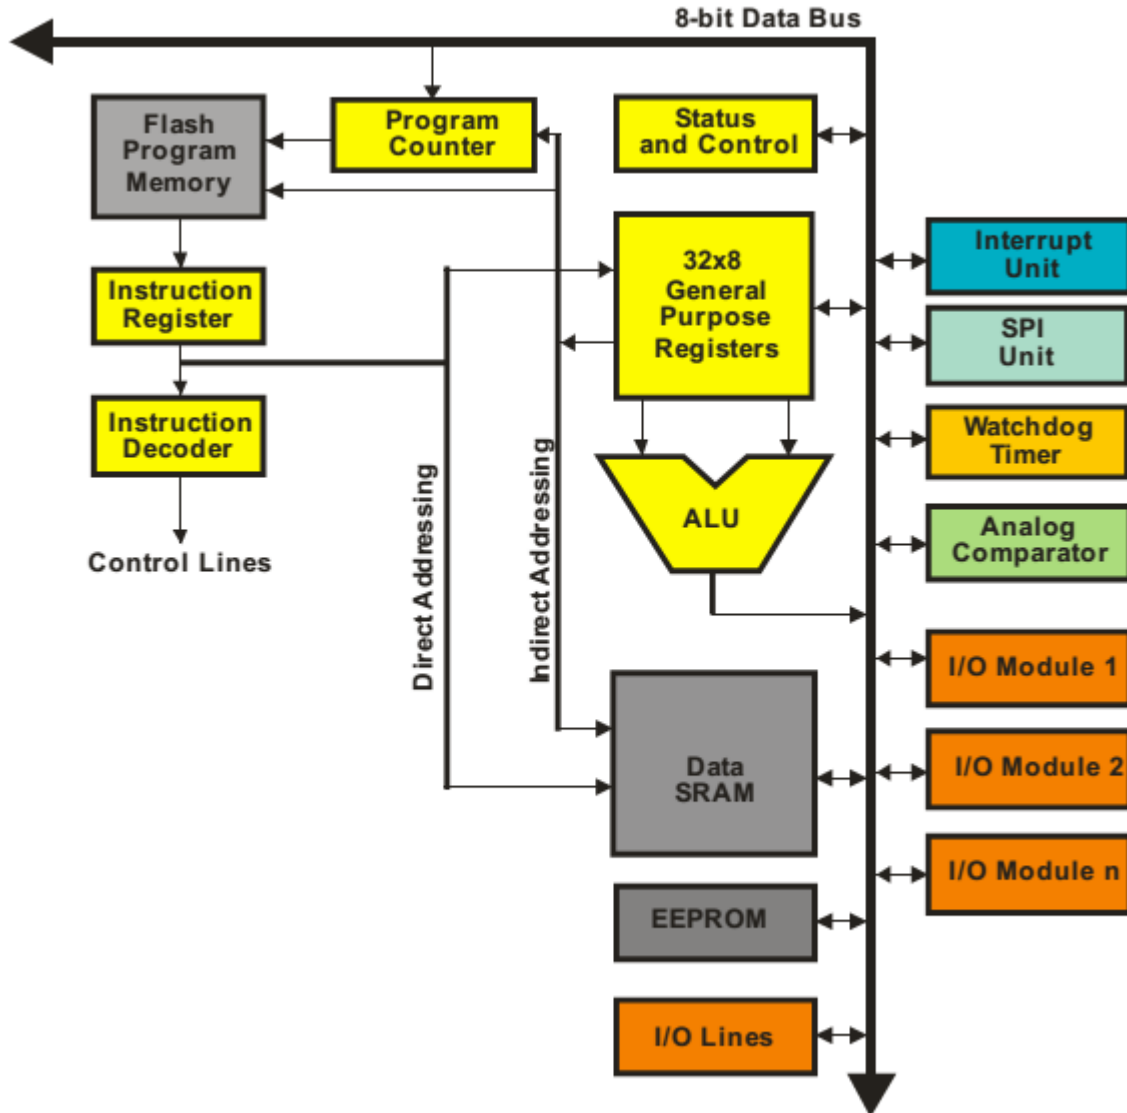 8-bit Data Bus
Flash
Program
Memory
Program
Counter
Status
and Control
Instruction
Register
32x8
General
Purpose
Registers
Interrupt
Unit
SPI
Unit
Instruction
Decoder
Watchdog
Timer
Control Lines
Direct Addressing
Indirect Addressing
ALU
Analog
Comparator
I/O Module 1
Data
SRAM
I/O Module 2
I/O Module n
EEPROM
I/O Lines